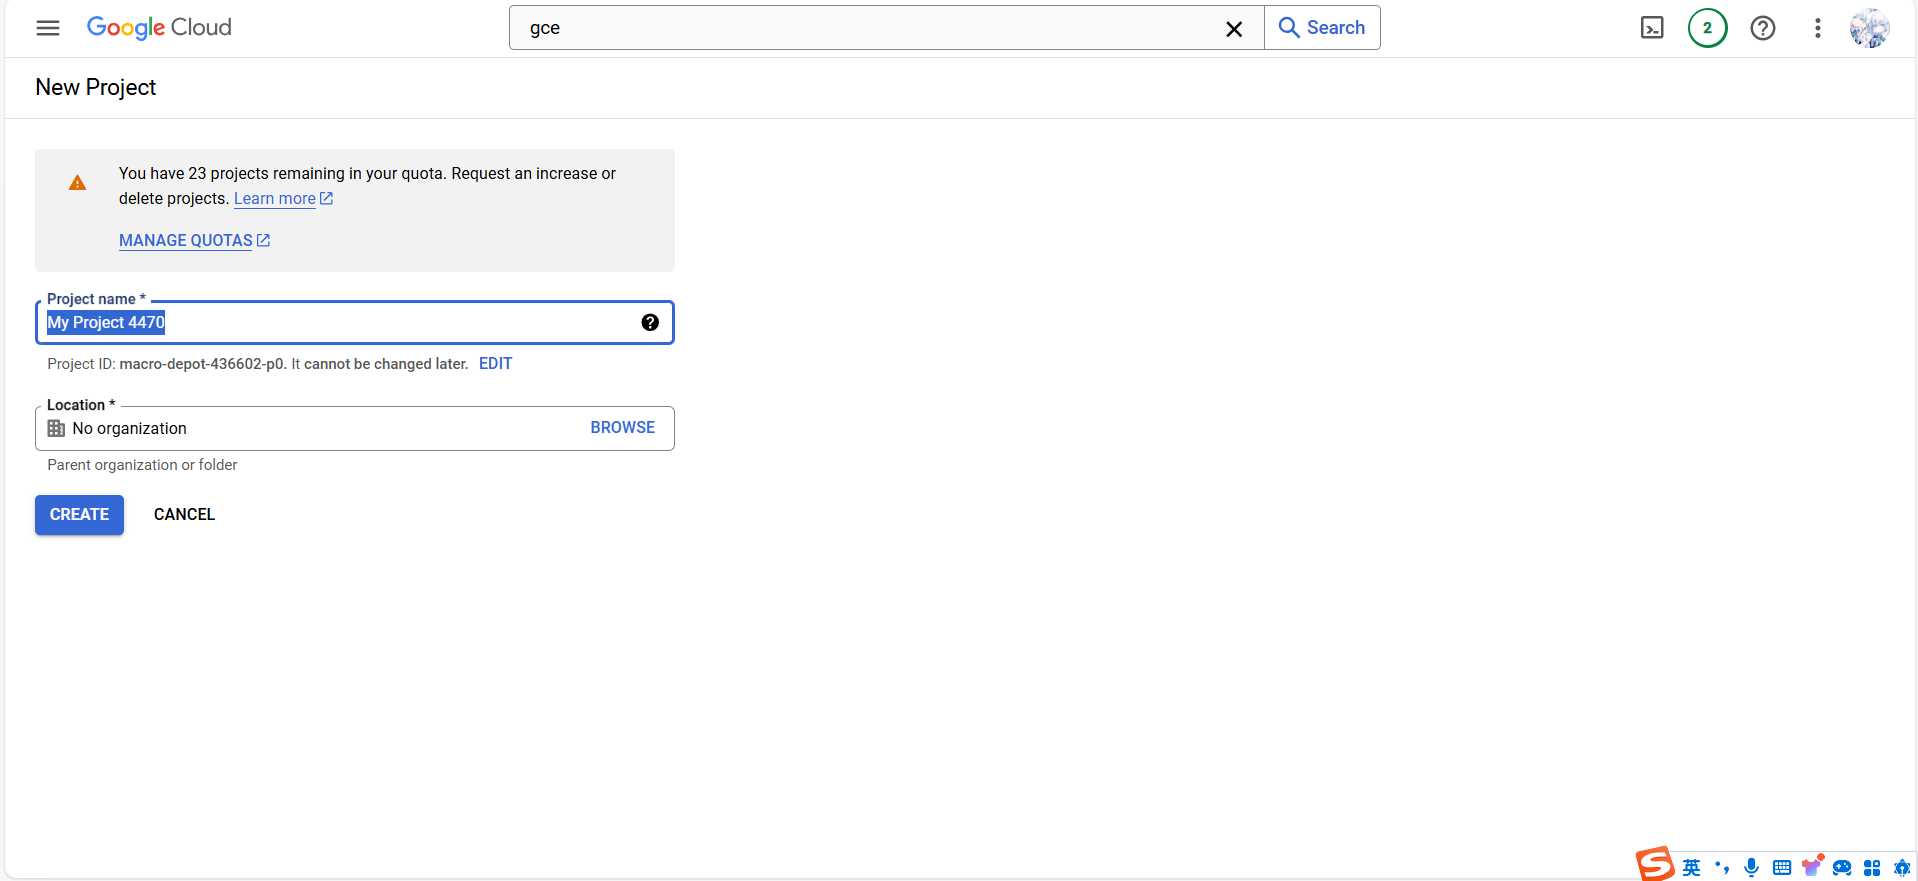 Google Cloud
gce
Search
2
New Project
You have 23 projects remaining in your quota. Request an increase or
delete projects. Learn more
MANAGE QUOTAS
Project name *
My Project 4470
Project ID: macro-depot-436602-p0. It cannot be changed later. EDIT
Location *
No organization
BROWSE
Parent organization or folder
CREATE
CANCEL
S
英